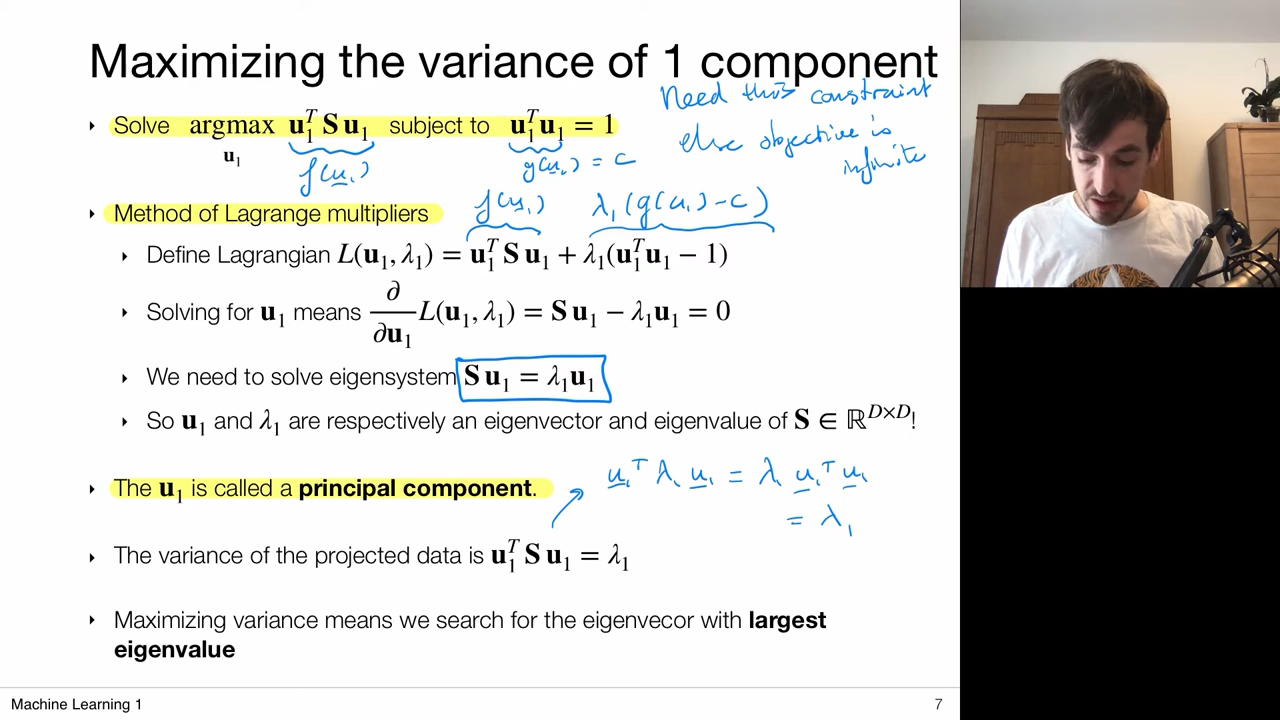 Maximizing the variance of 1 component
Need this constraint
else objective is
infinite
‣ Solve argmax_{u₁} u₁ᵀ S u₁ subject to u₁ᵀu₁ = 1
f(u₁) g(u₁) = c
‣ Method of Lagrange multipliers
f(u₁) λ₁(g(u₁) - c)
‣ Define Lagrangian L(u₁, λ₁) = u₁ᵀ S u₁ + λ₁(u₁ᵀu₁ − 1)
‣ Solving for u₁ means ∂/∂u₁ L(u₁, λ₁) = S u₁ − λ₁u₁ = 0
‣ We need to solve eigensystem S u₁ = λ₁u₁
‣ So u₁ and λ₁ are respectively an eigenvector and eigenvalue of S ∈ ℝ^{D×D}!
u₁ᵀ λ₁ u₁ = λ₁ u₁ᵀ u₁
‣ The u₁ is called a principal component.
= λ₁
‣ The variance of the projected data is u₁ᵀ S u₁ = λ₁
‣ Maximizing variance means we search for the eigenvecor with largest
eigenvalue
Machine Learning 1 7